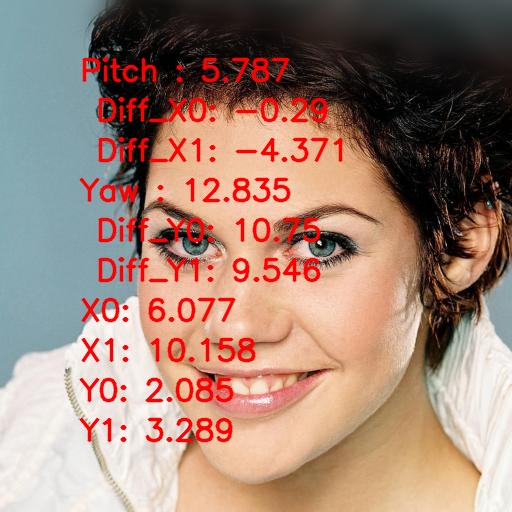 Pitch : 5.787
Diff_X0: -0.29
Diff_X1: -4.371
Yaw : 12.835
Diff_Y0: 10.75
Diff_Y1: 9.546
X0: 6.077
X1: 10.158
Y0: 2.085
Y1: 3.289